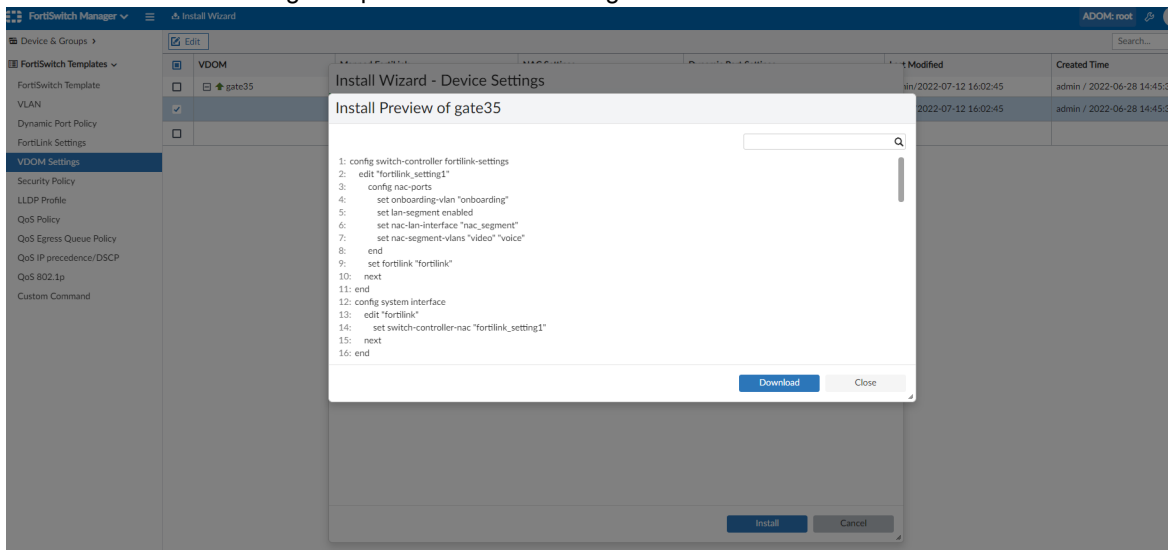 FortiSwitch Manager
Install Wizard
ADOM: root
Device & Groups
Edit
Search...
FortiSwitch Templates
VDOM
Modified
Created Time
FortiSwitch Template
gate35
Install Wizard - Device Settings
/2022-07-12 16:02:45
admin / 2022-06-28 14:45:3
VLAN
Install Preview of gate35
2022-07-12 16:02:45
admin / 2022-06-28 14:45:3
Dynamic Port Policy
FortiLink Settings
VDOM Settings
Security Policy
LLDP Profile
QoS Policy
QoS Egress Queue Policy
QoS IP precedence/DSCP
QoS 802.1p
Custom Command
1: config switch-controller fortilink-settings
2: edit "fortilink_setting1"
3: config nac-ports
4: set onboarding-vlan "onboarding"
5: set lan-segment enabled
6: set nac-lan-interface "nac_segment"
7: set nac-segment-vlans "video" "voice"
8: end
9: set fortilink "fortilink"
10: next
11: end
12: config system interface
13: edit "fortilink"
14: set switch-controller-nac "fortilink_setting1"
15: next
16: end
Download
Close
Install
Cancel